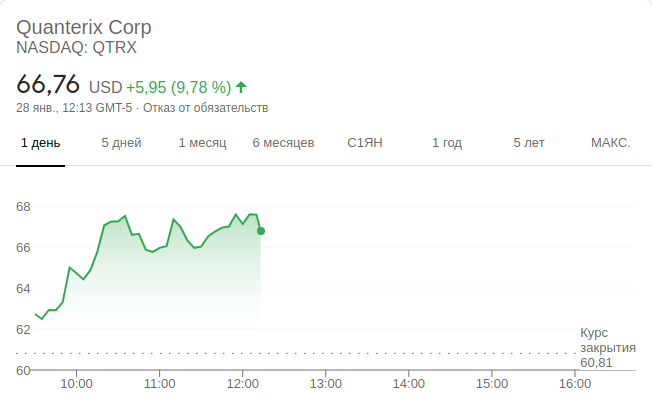 Quanterix Corp
NASDAQ: QTRX
66,76 USD +5,95 (9,78 %)
28 янв., 12:13 GMT-5 · Отказ от обязательств
1 день 5 дней 1 месяц 6 месяцев С1ЯН 1 год 5 лет МАКС.
68
66
64
62
Курс
закрытия
60,81
60
10:00 11:00 12:00 13:00 14:00 15:00 16:00